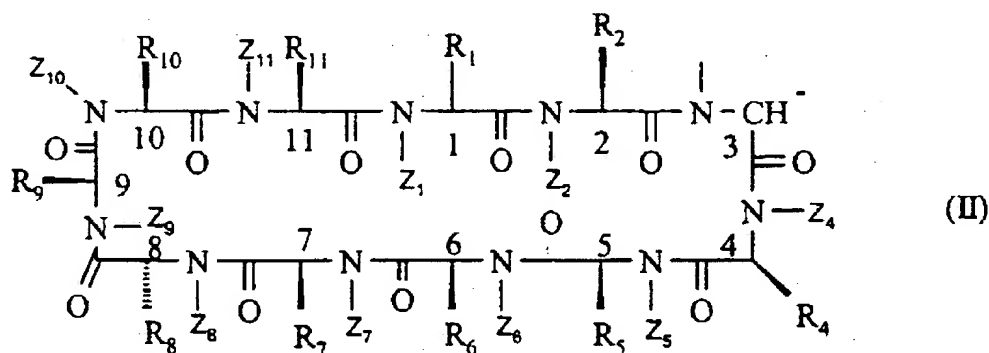 R₁₀ Z₁₁ R₁₁ R₁ R₂
Z₁₀ N N N N N CH⁻
O 10 O 11 O 1 O 2 O 3 O
R₉ 9 Z₁ Z₂
N Z₉ O N Z₄ (II)
O 8 N 7 N 6 N 5 N 4
O O O
R₈ Z₈ R₇ Z₇ R₆ Z₆ R₅ Z₅ R₄